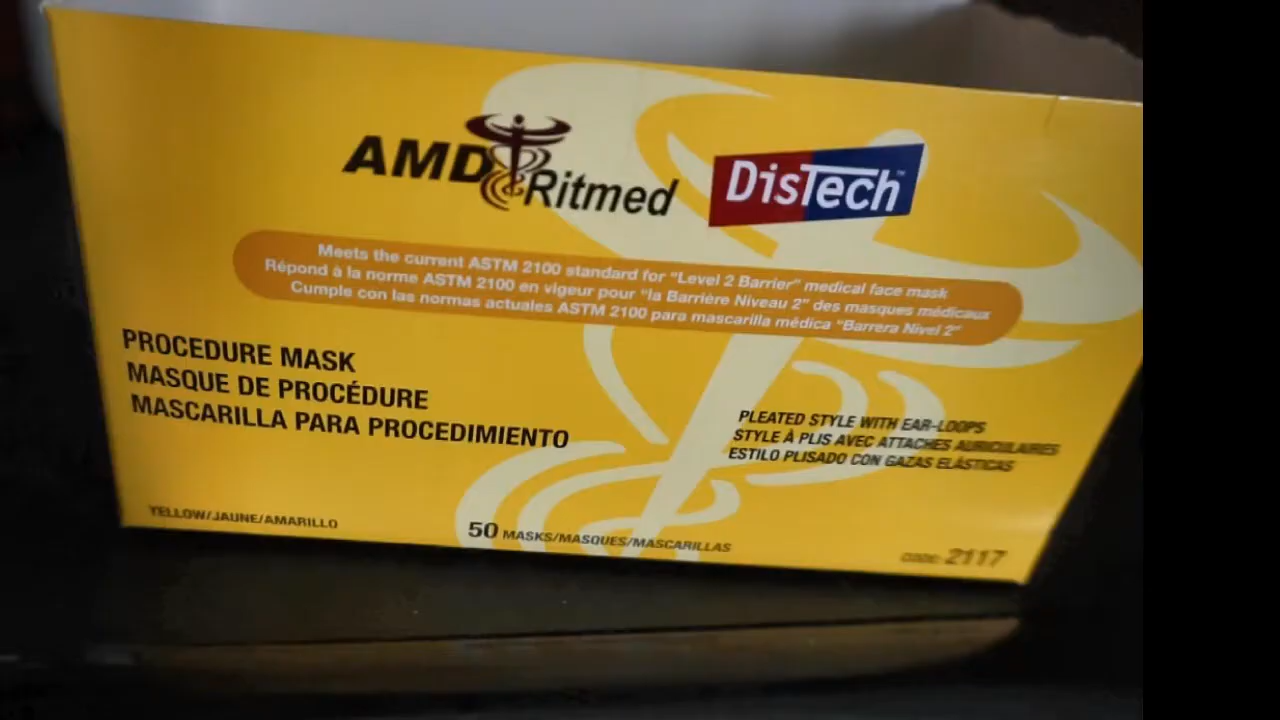 AMD Ritmed
DisTech™
Meets the current ASTM 2100 standard for "Level 2 Barrier" medical face mask
Répond à la norme ASTM 2100 en vigeur pour "la Barrière Niveau 2" des masques médicaux
Cumple con las normas actuales ASTM 2100 para mascarilla médica "Barrera Nivel 2"
PROCEDURE MASK
MASQUE DE PROCÉDURE
MASCARILLA PARA PROCEDIMIENTO
PLEATED STYLE WITH EAR-LOOPS
STYLE À PLIS AVEC ATTACHES AURICULAIRES
ESTILO PLISADO CON GAZAS ELÁSTICAS
YELLOW/JAUNE/AMARILLO
50 MASKS/MASQUES/MASCARILLAS
CODE: 2117